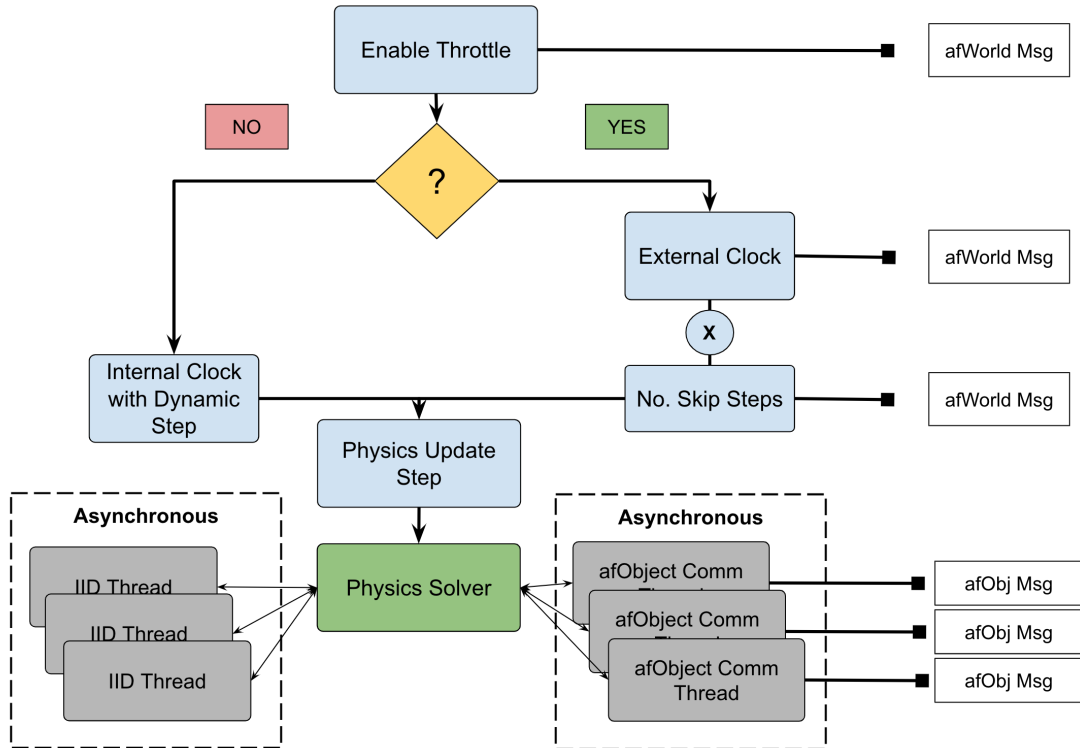 Enable Throttle
afWorld Msg
NO
YES
?
External Clock
afWorld Msg
X
Internal Clock
with Dynamic
Step
No. Skip Steps
afWorld Msg
Physics Update
Step
Asynchronous
IID Thread
IID Thread
IID Thread
Physics Solver
Asynchronous
afObject Comm
afObject Comm
afObject Comm
Thread
afObj Msg
afObj Msg
afObj Msg